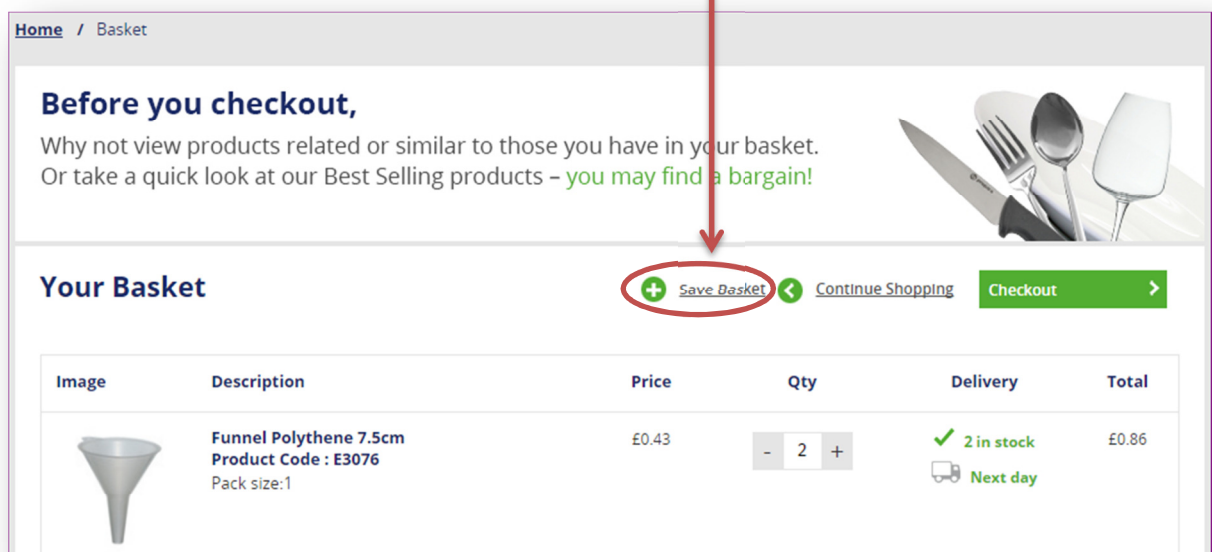 Home / Basket
Before you checkout,
Why not view products related or similar to those you have in your basket.
Or take a quick look at our Best Selling products – you may find a bargain!
Your Basket
Save Basket
Continue Shopping
Checkout
Image Description Price Qty Delivery Total
Funnel Polythene 7.5cm
Product Code : E3076
Pack size:1
£0.43
- 2 +
2 in stock
Next day
£0.86